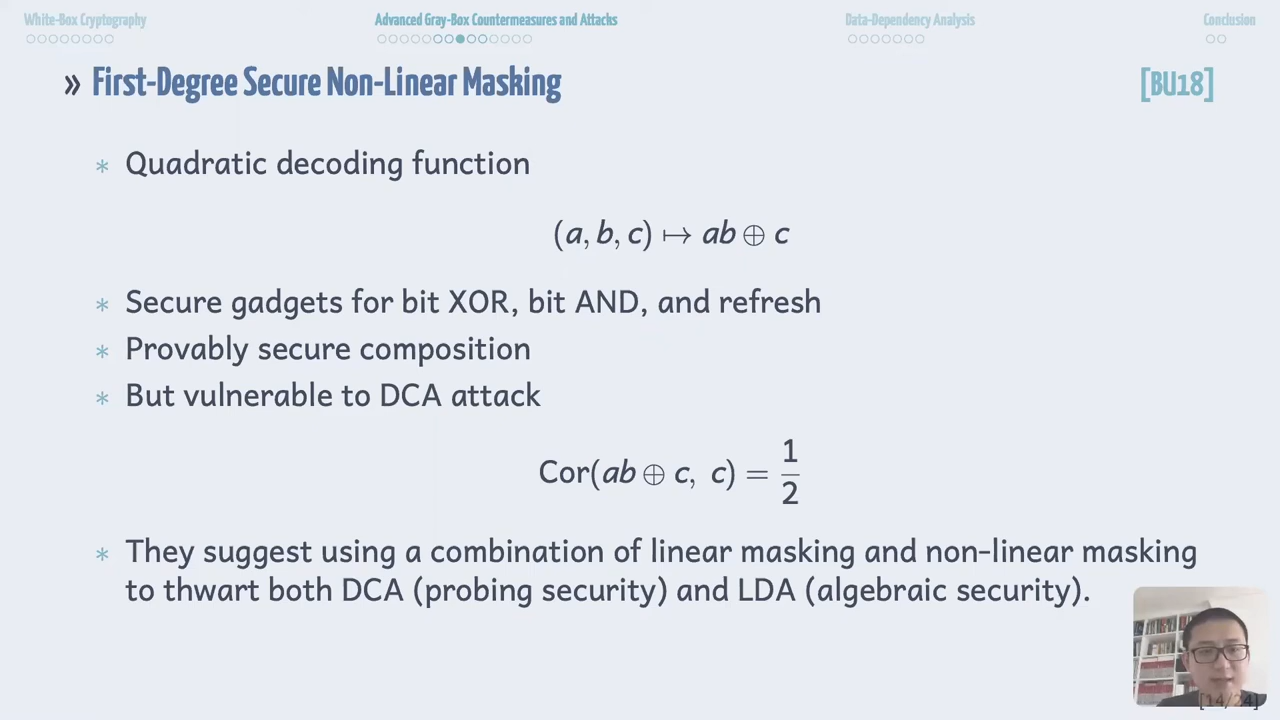 White-Box Cryptography Advanced Gray-Box Countermeasures and Attacks Data-Dependency Analysis Conclusion
» First-Degree Secure Non-Linear Masking [BU18]
* Quadratic decoding function
(a, b, c) ↦ ab ⊕ c
* Secure gadgets for bit XOR, bit AND, and refresh
* Provably secure composition
* But vulnerable to DCA attack
Cor(ab ⊕ c, c) = 1/2
* They suggest using a combination of linear masking and non-linear masking
to thwart both DCA (probing security) and LDA (algebraic security).
[14/24]